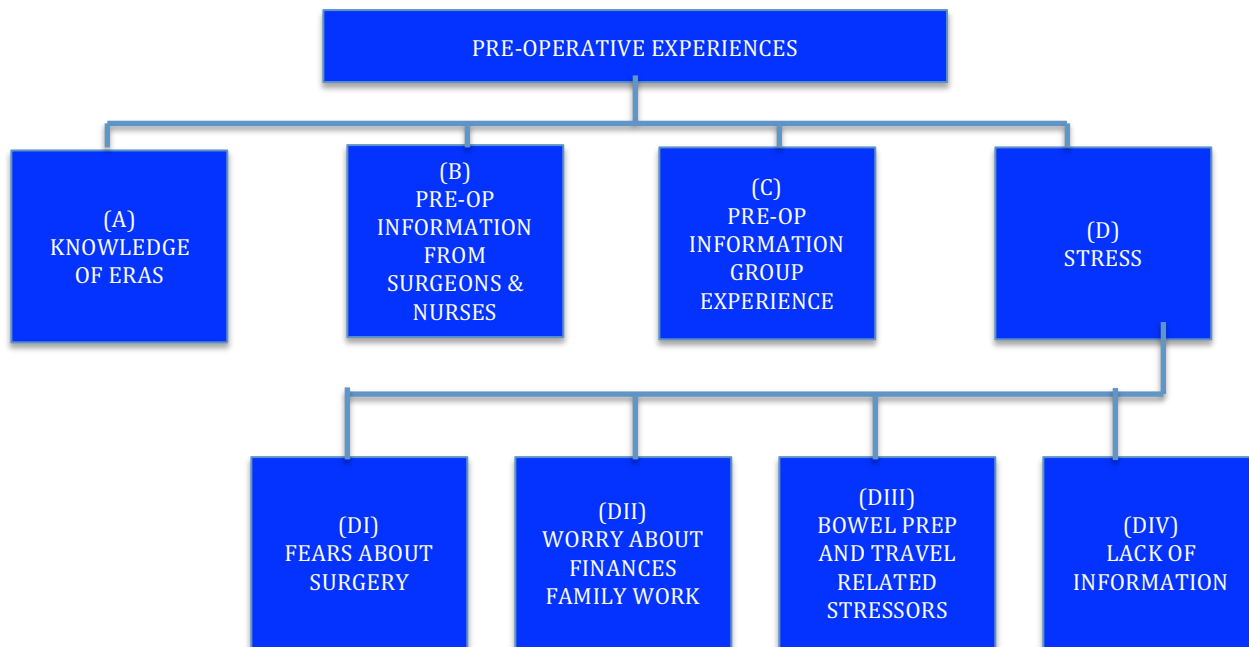 PRE-OPERATIVE EXPERIENCES
(A)
KNOWLEDGE
OF ERAS
(B)
PRE-OP
INFORMATION
FROM
SURGEONS &
NURSES
(C)
PRE-OP
INFORMATION
GROUP
EXPERIENCE
(D)
STRESS
(DI)
FEARS ABOUT
SURGERY
(DII)
WORRY ABOUT
FINANCES
FAMILY WORK
(DIII)
BOWEL PREP
AND TRAVEL
RELATED
STRESSORS
(DIV)
LACK OF
INFORMATION